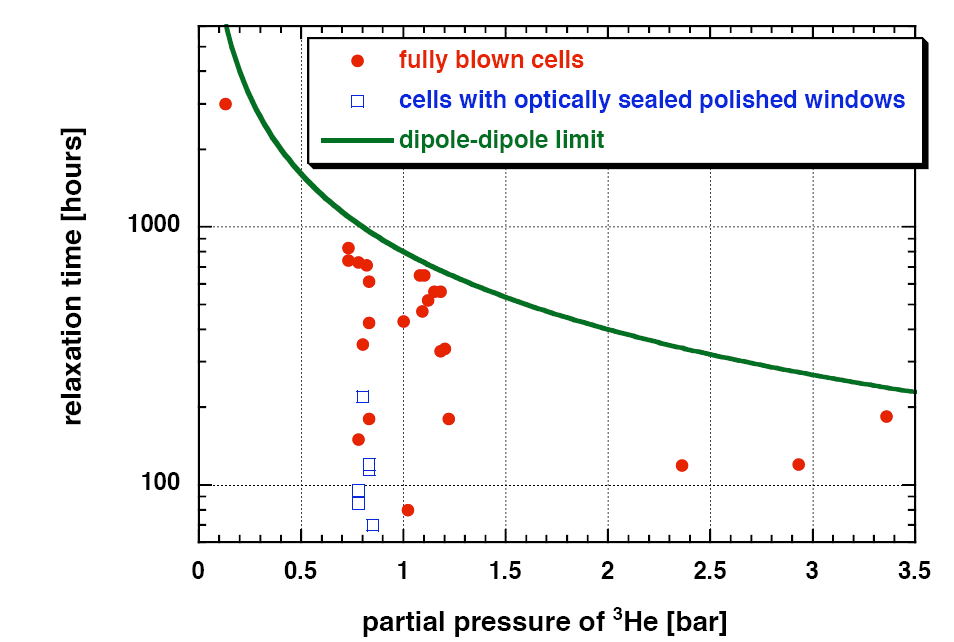 fully blown cells
cells with optically sealed polished windows
dipole-dipole limit
relaxation time [hours]
1000
100
0 0.5 1 1.5 2 2.5 3 3.5
partial pressure of ³He [bar]